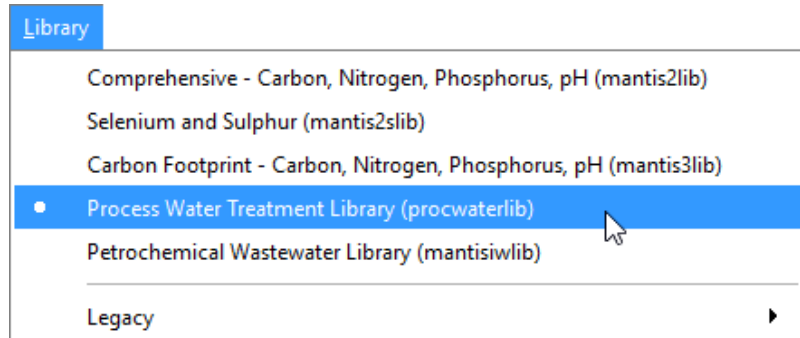 Library
Comprehensive - Carbon, Nitrogen, Phosphorus, pH (mantis2lib)
Selenium and Sulphur (mantis2slib)
Carbon Footprint - Carbon, Nitrogen, Phosphorus, pH (mantis3lib)
Process Water Treatment Library (procwaterlib)
Petrochemical Wastewater Library (mantisiwlib)
Legacy